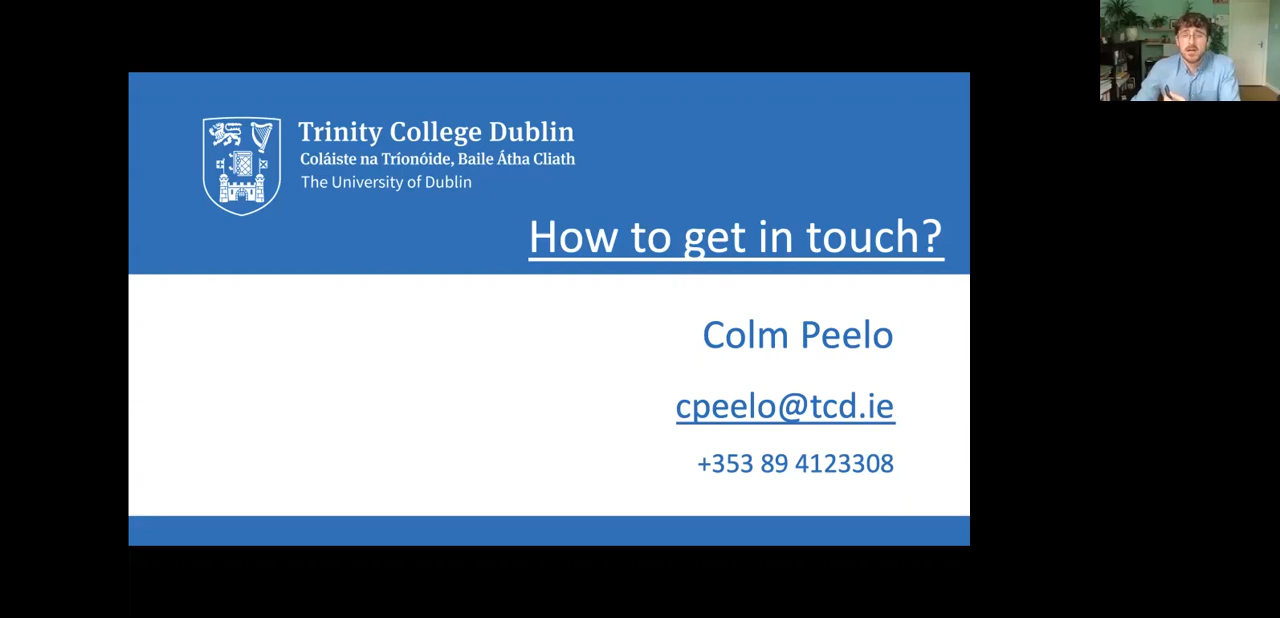 Trinity College Dublin
Coláiste na Tríonóide, Baile Átha Cliath
The University of Dublin
How to get in touch?
Colm Peelo
cpeelo@tcd.ie
+353 89 4123308